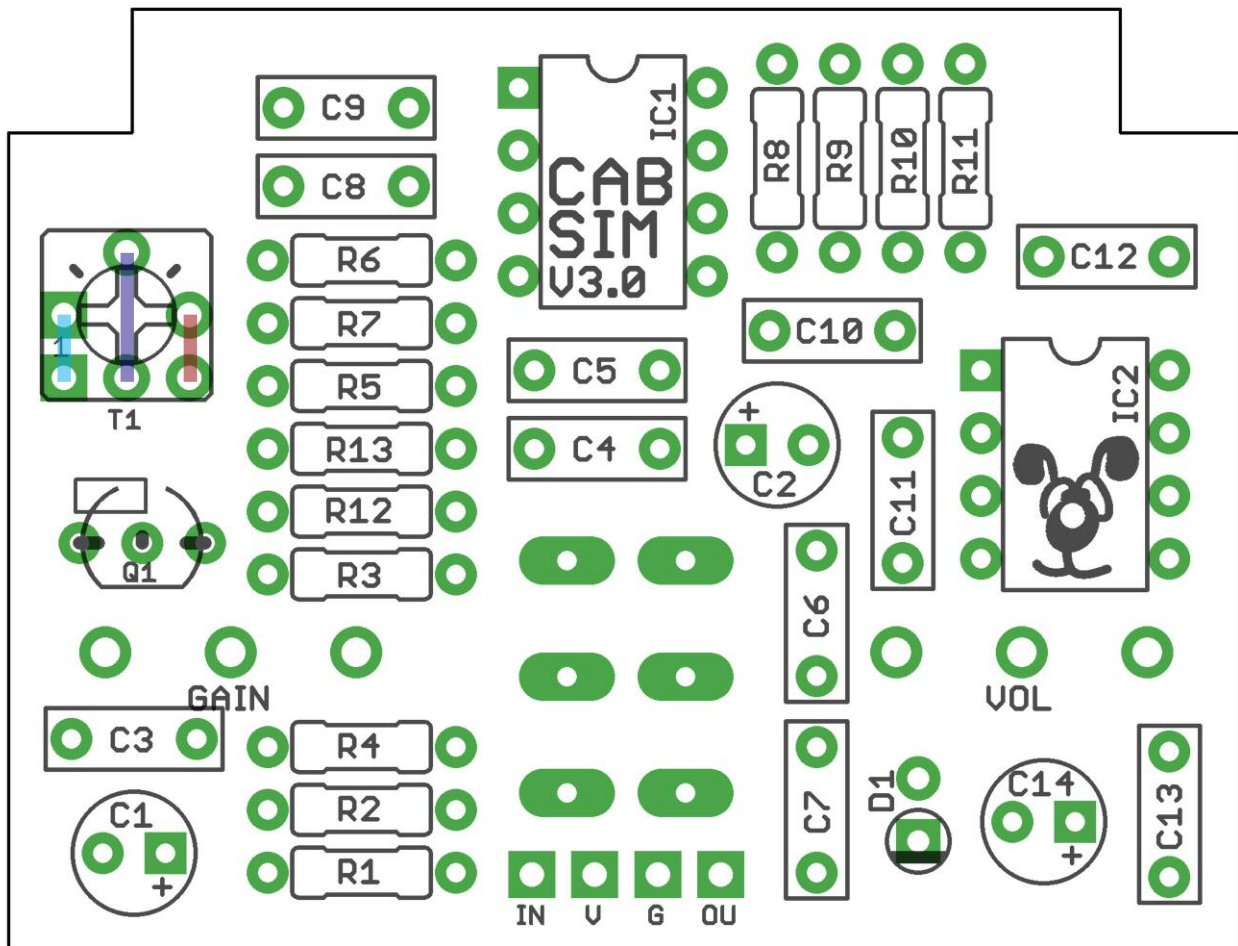 C9
IC1
C8
CAB
SIM
V3.0
R8
R9
R10
R11
C12
R6
1
R7
C10
R5
C5
IC2
T1
R13
C4
+
C2
C11
R12
Q1
R3
C6
GAIN
VOL
C3
R4
C1
+
R2
R1
C7
D1
C14
+
C13
IN
V
G
OU